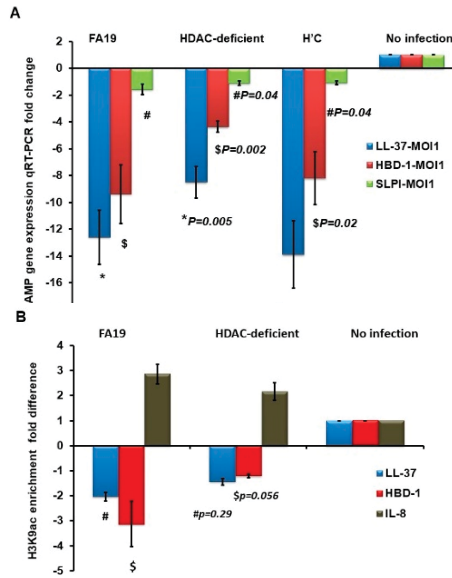 A
FA19 HDAC-deficient H'C No infection
AMP gene expression qRT-PCR fold change
2
0
-2
-4
-6
-8
-10
-12
-14
-16
#
$
*
#P=0.04
$P=0.002
*P=0.005
#P=0.04
$P=0.02
LL-37-MOI1
HBD-1-MOI1
SLPI-MOI1
B
FA19 HDAC-deficient No infection
H3K9ac enrichment fold difference
4
3
2
1
0
-1
-2
-3
-4
-5
#
$
$p=0.056
#p=0.29
LL-37
HBD-1
IL-8